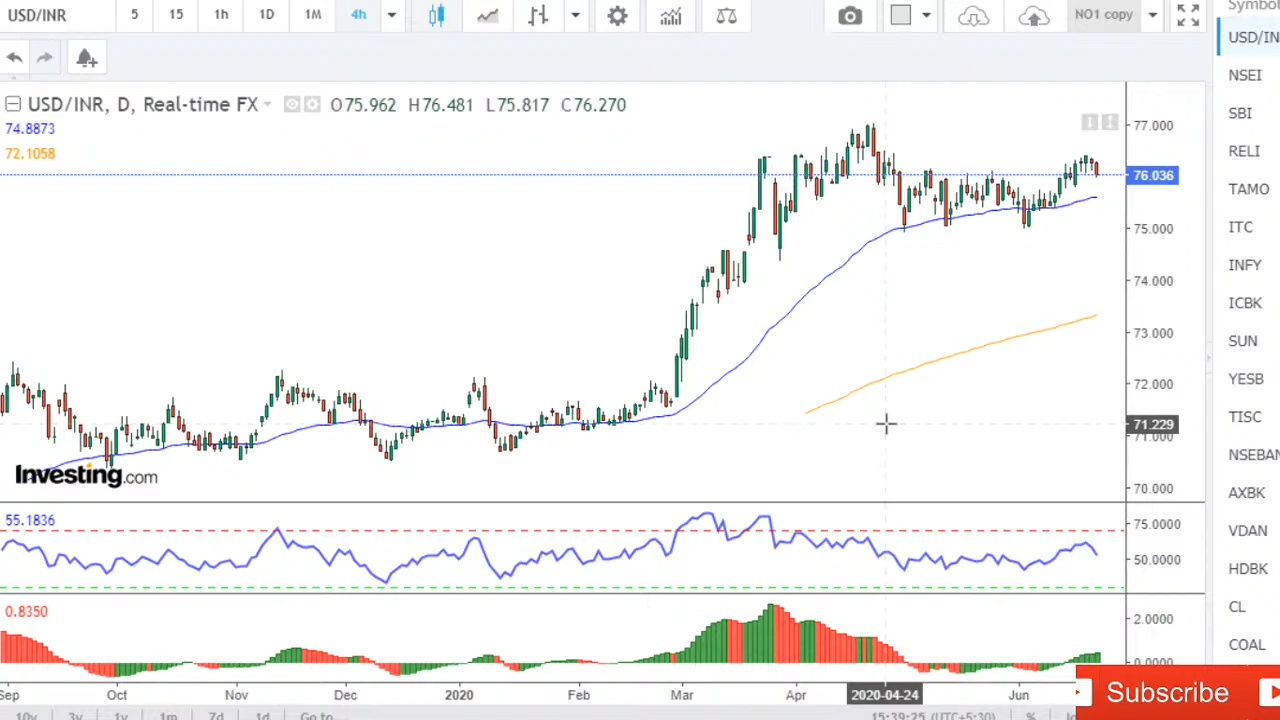 USD/INR 5 15 1h 1D 1M 4h NO1 copy
Symbol
USD/IN
NSEI
SBI
RELI
TAMO
ITC
INFY
ICBK
SUN
YESB
TISC
NSEBAN
AXBK
VDAN
HDBK
CL
COAL
USD/INR, D, Real-time FX O75.962 H76.481 L75.817 C76.270
74.8873
72.1058
77.000
76.036
75.000
74.000
73.000
72.000
71.229
71.000
70.000
Investing.com
55.1836
75.0000
50.0000
0.8350
2.0000
0.0000
Sep Oct Nov Dec 2020 Feb Mar Apr 2020-04-24 Jun
Subscribe
10y 3y 1y 1m 7d 1d Go to... 15:39:25 (UTC+5:30) %